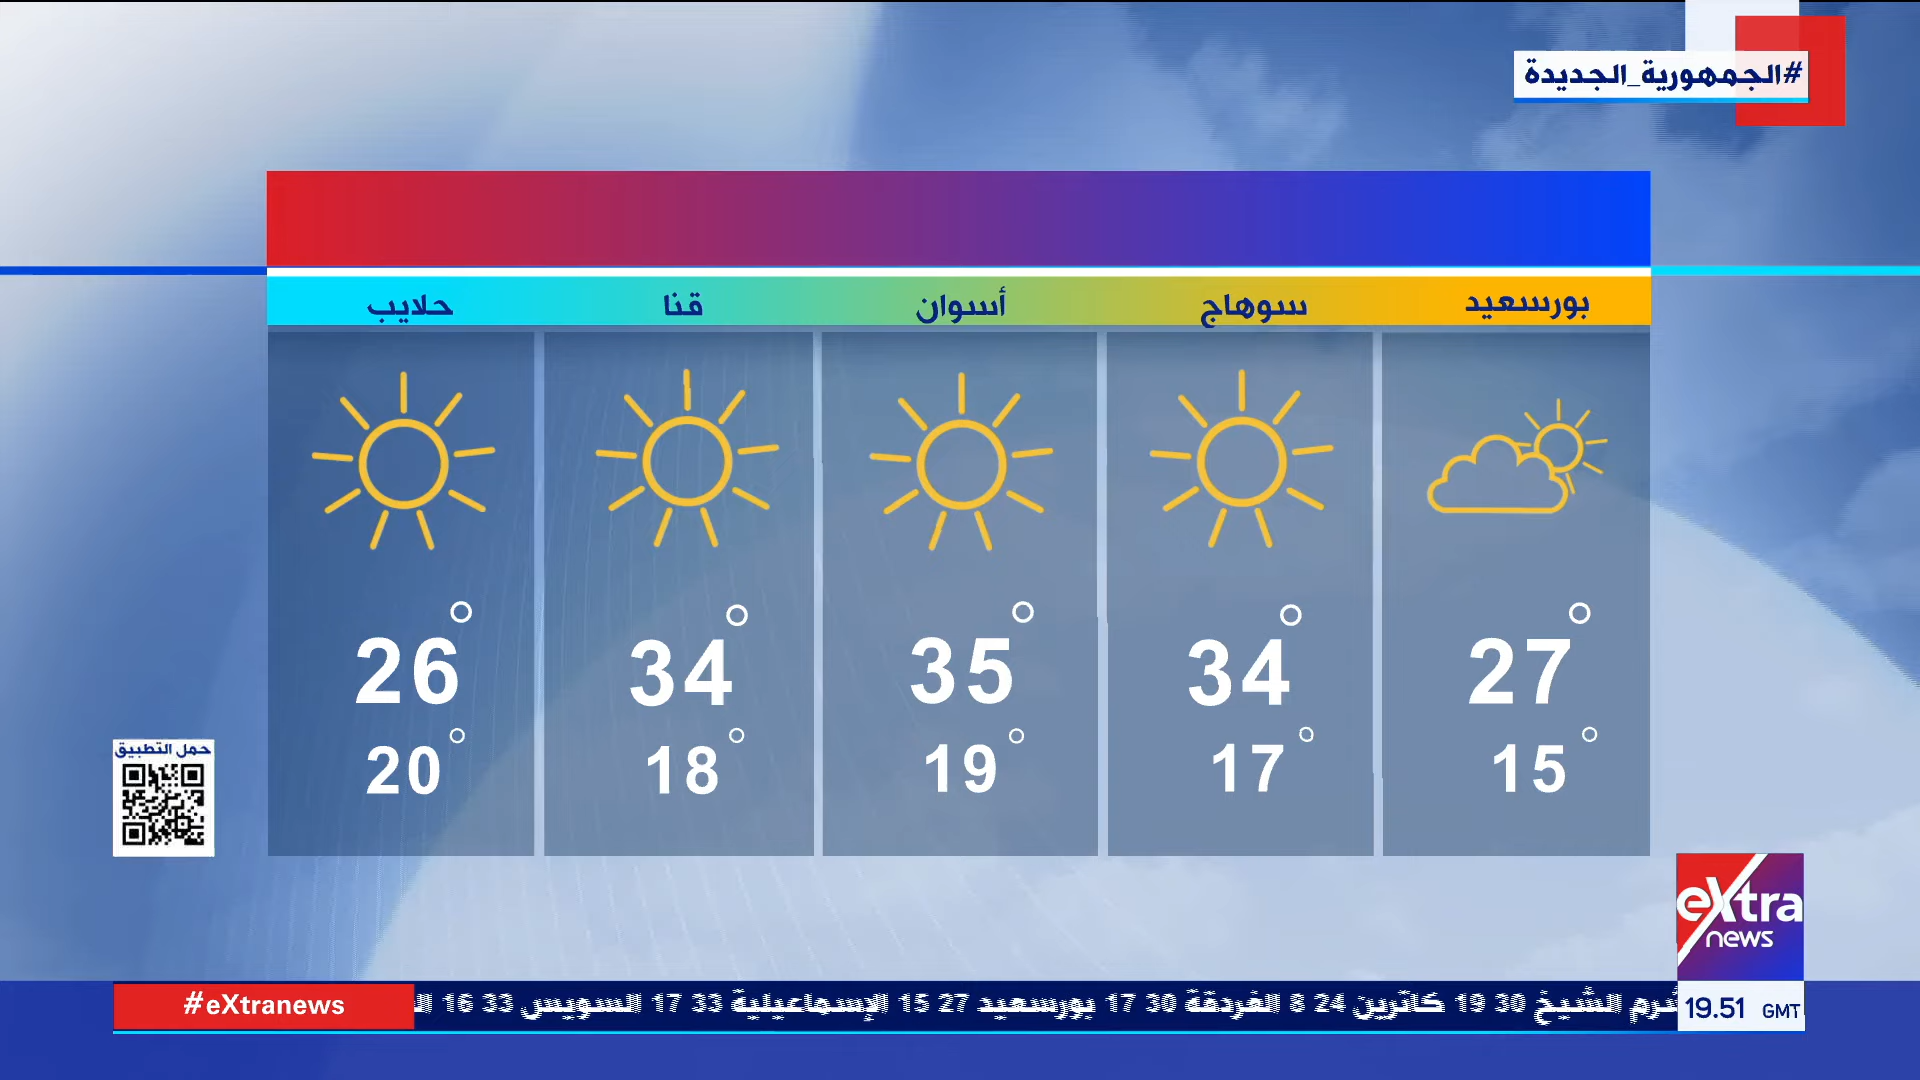 #الجمهورية_الجديدة
بورسعيد
سوهاج
أسوان
قنا
حلايب
27°
34°
35°
34°
26°
15°
17°
19°
18°
20°
حمل التطبيق
eXtra
news
شرم الشيخ 30 19 كاترين 24 8 الغردقة 30 17 بورسعيد 27 15 الإسماعيلية 33 17 السويس 33 16
#eXtranews
19.51 GMT